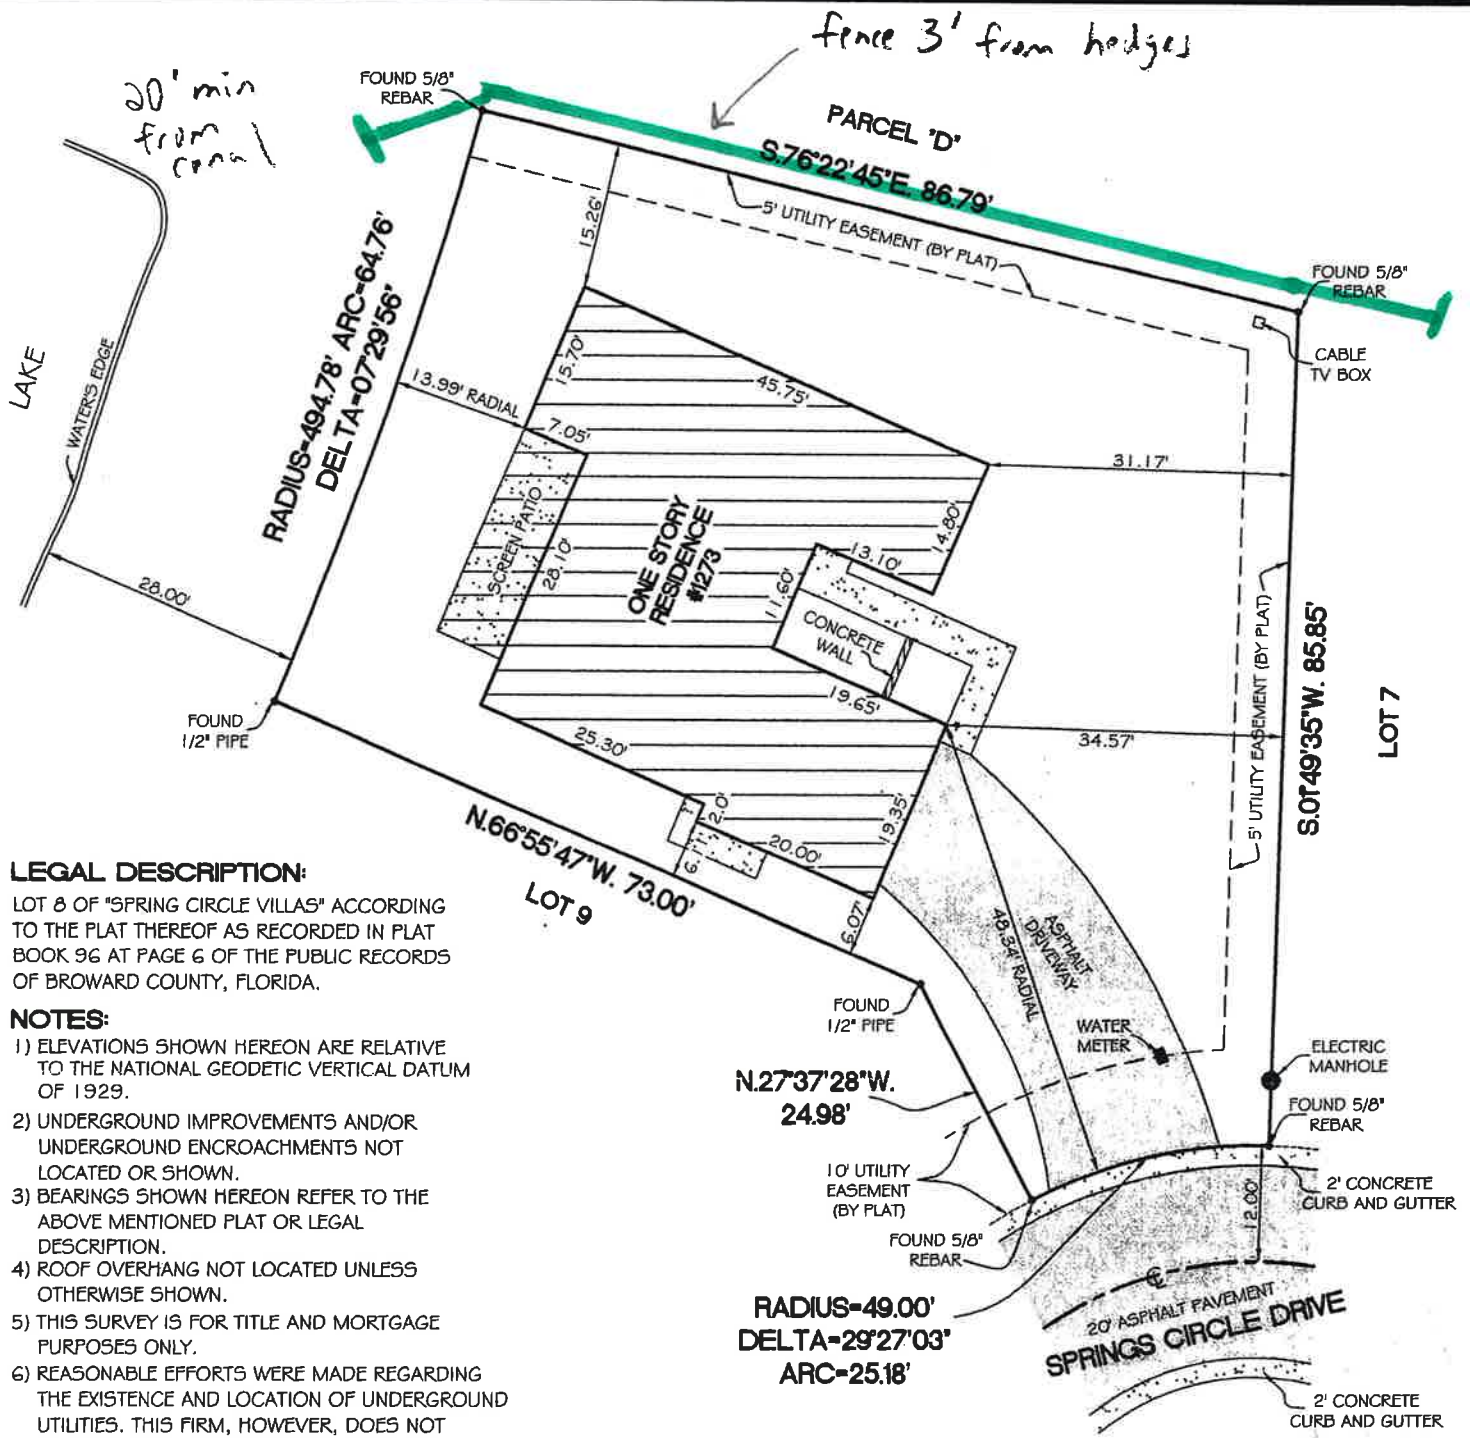 fence 3' from hedges
20' min
from
canal
FOUND 5/8"
REBAR
PARCEL "D"
S.76°22'45"E. 86.79'
5' UTILITY EASEMENT (BY PLAT)
FOUND 5/8"
REBAR
CABLE
TV BOX
15.26'
LAKE
WATER'S EDGE
RADIUS=494.78' ARC=64.76'
DELTA=07°29'56"
13.99' RADIAL
15.70'
45.75'
7.05'
31.17'
SCREEN PATIO
28.10'
ONE STORY
RESIDENCE
#1273
14.80'
13.10'
11.60'
CONCRETE
WALL
19.65'
28.00'
5' UTILITY EASEMENT (BY PLAT)
S.01°49'35"W. 85.85'
LOT 7
34.57'
FOUND
1/2" PIPE
25.30'
2.0'
19.35'
20.00'
6.11'
6.07'
N.66°55'47"W. 73.00'
LOT 9
LEGAL DESCRIPTION:
LOT 8 OF "SPRING CIRCLE VILLAS" ACCORDING
TO THE PLAT THEREOF AS RECORDED IN PLAT
BOOK 96 AT PAGE 6 OF THE PUBLIC RECORDS
OF BROWARD COUNTY, FLORIDA.
NOTES:
1) ELEVATIONS SHOWN HEREON ARE RELATIVE
TO THE NATIONAL GEODETIC VERTICAL DATUM
OF 1929.
2) UNDERGROUND IMPROVEMENTS AND/OR
UNDERGROUND ENCROACHMENTS NOT
LOCATED OR SHOWN.
3) BEARINGS SHOWN HEREON REFER TO THE
ABOVE MENTIONED PLAT OR LEGAL
DESCRIPTION.
4) ROOF OVERHANG NOT LOCATED UNLESS
OTHERWISE SHOWN.
5) THIS SURVEY IS FOR TITLE AND MORTGAGE
PURPOSES ONLY.
6) REASONABLE EFFORTS WERE MADE REGARDING
THE EXISTENCE AND LOCATION OF UNDERGROUND
UTILITIES. THIS FIRM, HOWEVER, DOES NOT
ASPHALT
DRIVEWAY
48.34' RADIAL
FOUND
1/2" PIPE
WATER
METER
N.27°37'28"W.
24.98'
ELECTRIC
MANHOLE
FOUND 5/8"
REBAR
10' UTILITY
EASEMENT
(BY PLAT)
2' CONCRETE
CURB AND GUTTER
12.00'
FOUND 5/8"
REBAR
RADIUS=49.00'
DELTA=29°27'03"
ARC=25.18'
℄
20' ASPHALT PAVEMENT
SPRINGS CIRCLE DRIVE
2' CONCRETE
CURB AND GUTTER